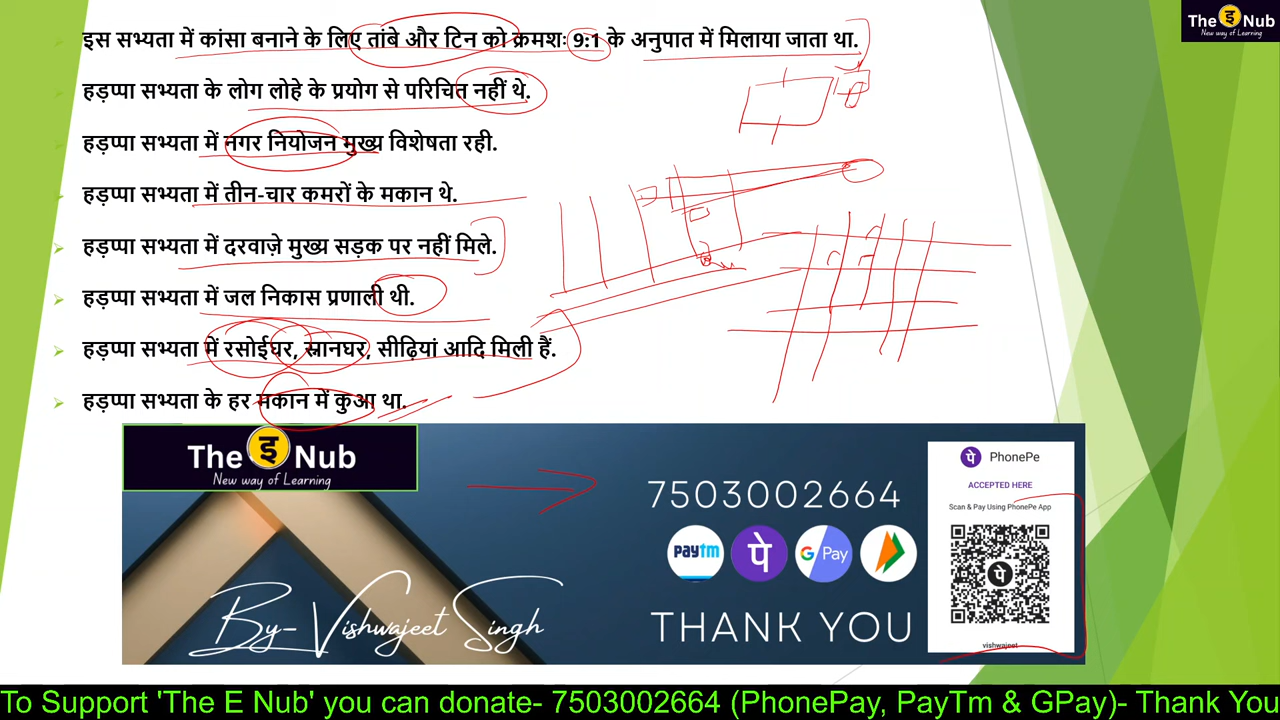 The इ Nub
New way of Learning
इस सभ्यता में कांसा बनाने के लिए तांबे और टिन को क्रमशः 9:1 के अनुपात में मिलाया जाता था.
हड़प्पा सभ्यता के लोग लोहे के प्रयोग से परिचित नहीं थे.
हड़प्पा सभ्यता में नगर नियोजन मुख्य विशेषता रही.
हड़प्पा सभ्यता में तीन-चार कमरों के मकान थे.
हड़प्पा सभ्यता में दरवाज़े मुख्य सड़क पर नहीं मिले.
हड़प्पा सभ्यता में जल निकास प्रणाली थी.
हड़प्पा सभ्यता में रसोईघर, स्नानघर, सीढ़ियां आदि मिली हैं.
हड़प्पा सभ्यता के हर मकान में कुआ था.
The इ Nub
New way of Learning
By- Vishwajeet Singh
7503002664
Paytm पे G Pay
THANK YOU
पे PhonePe
ACCEPTED HERE
Scan & Pay Using PhonePe App
पे
vishwajeet
To Support 'The E Nub' you can donate- 7503002664 (PhonePay, PayTm & GPay)- Thank You